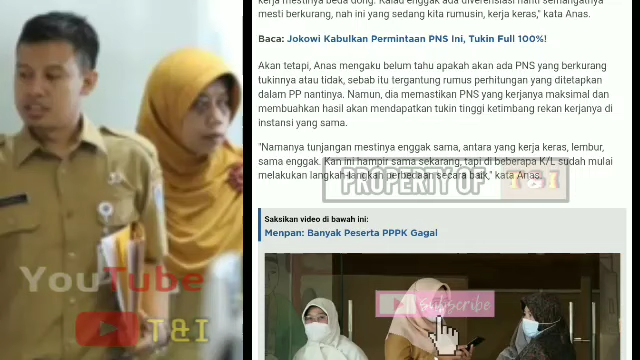 kerja mestinya beda dong. Kalau enggak ada diverensiasi nanti semangatnya
mesti berkurang, nah ini yang sedang kita rumusin, kerja keras," kata Anas.
Baca: Jokowi Kabulkan Permintaan PNS Ini, Tukin Full 100%!
Akan tetapi, Anas mengaku belum tahu apakah akan ada PNS yang berkurang
tukinnya atau tidak, sebab itu tergantung rumus perhitungan yang ditetapkan
dalam PP nantinya. Namun, dia memastikan PNS yang kerjanya maksimal dan
membuahkan hasil akan mendapatkan tukin tinggi ketimbang rekan kerjanya di
instansi yang sama.
"Namanya tunjangan mestinya enggak sama, antara yang kerja keras, lembur,
sama enggak. Kan ini hampir sama sekarang, tapi di beberapa K/L sudah mulai
melakukan langkah-langkah perbedaan secara baik," kata Anas.
PROPERTY OF T&I
Saksikan video di bawah ini:
Menpan: Banyak Peserta PPPK Gagal
Subscribe
YouTube
T&I